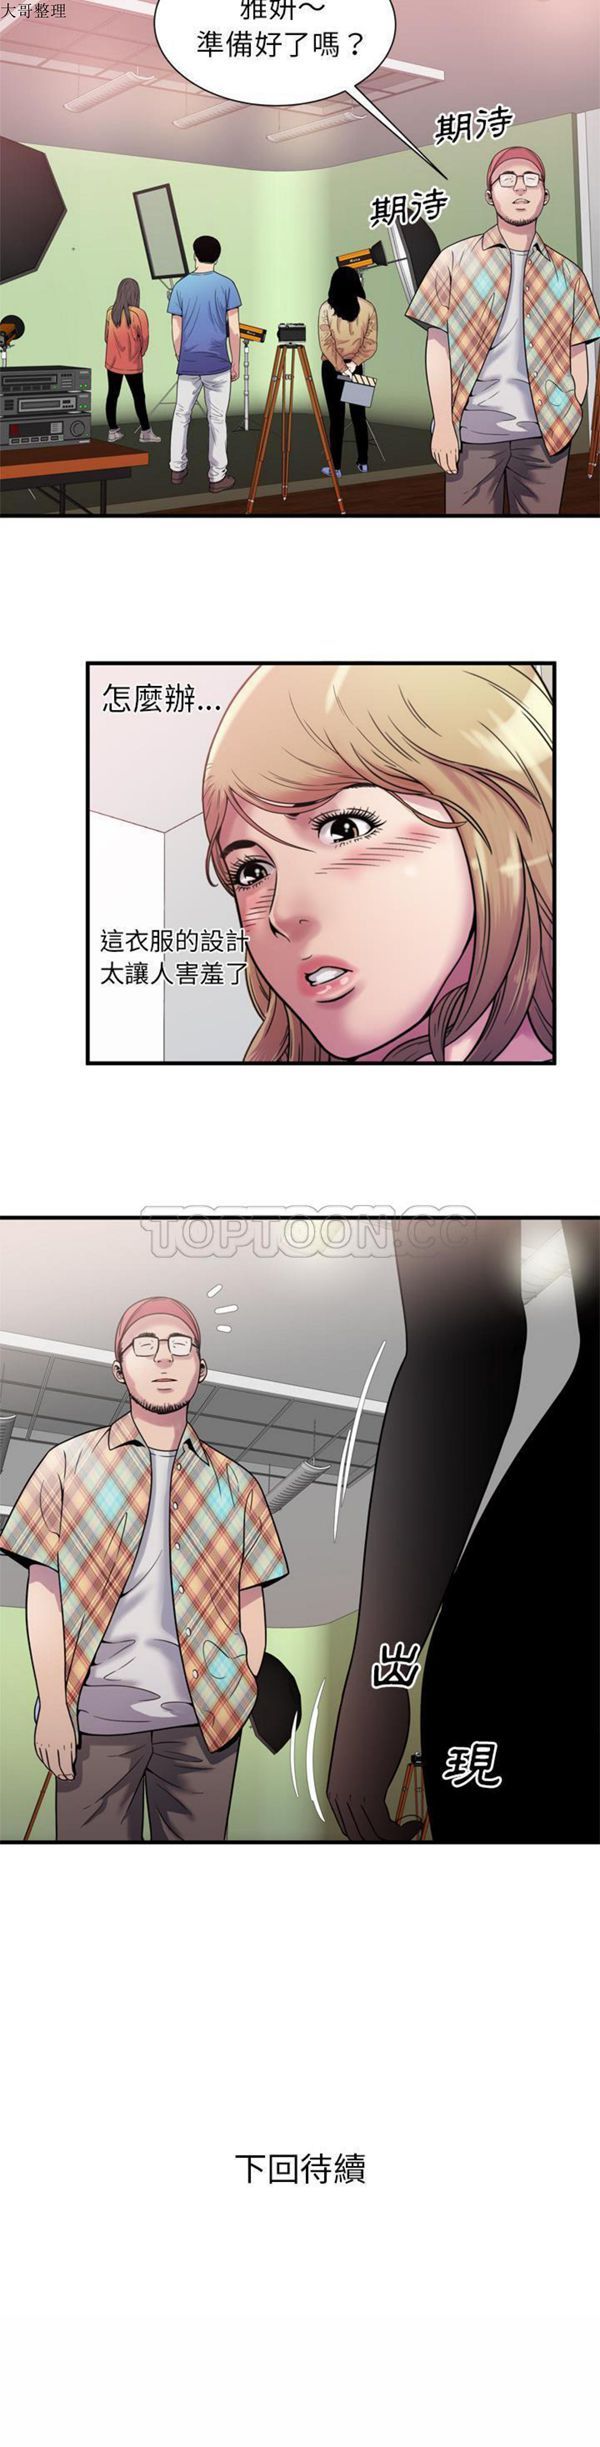 大哥整理
雅妍～
準備好了嗎？
期待
期待
怎麼辦...
這衣服的設計
太讓人害羞了
TOPTOON.CC
出
現
下回待續